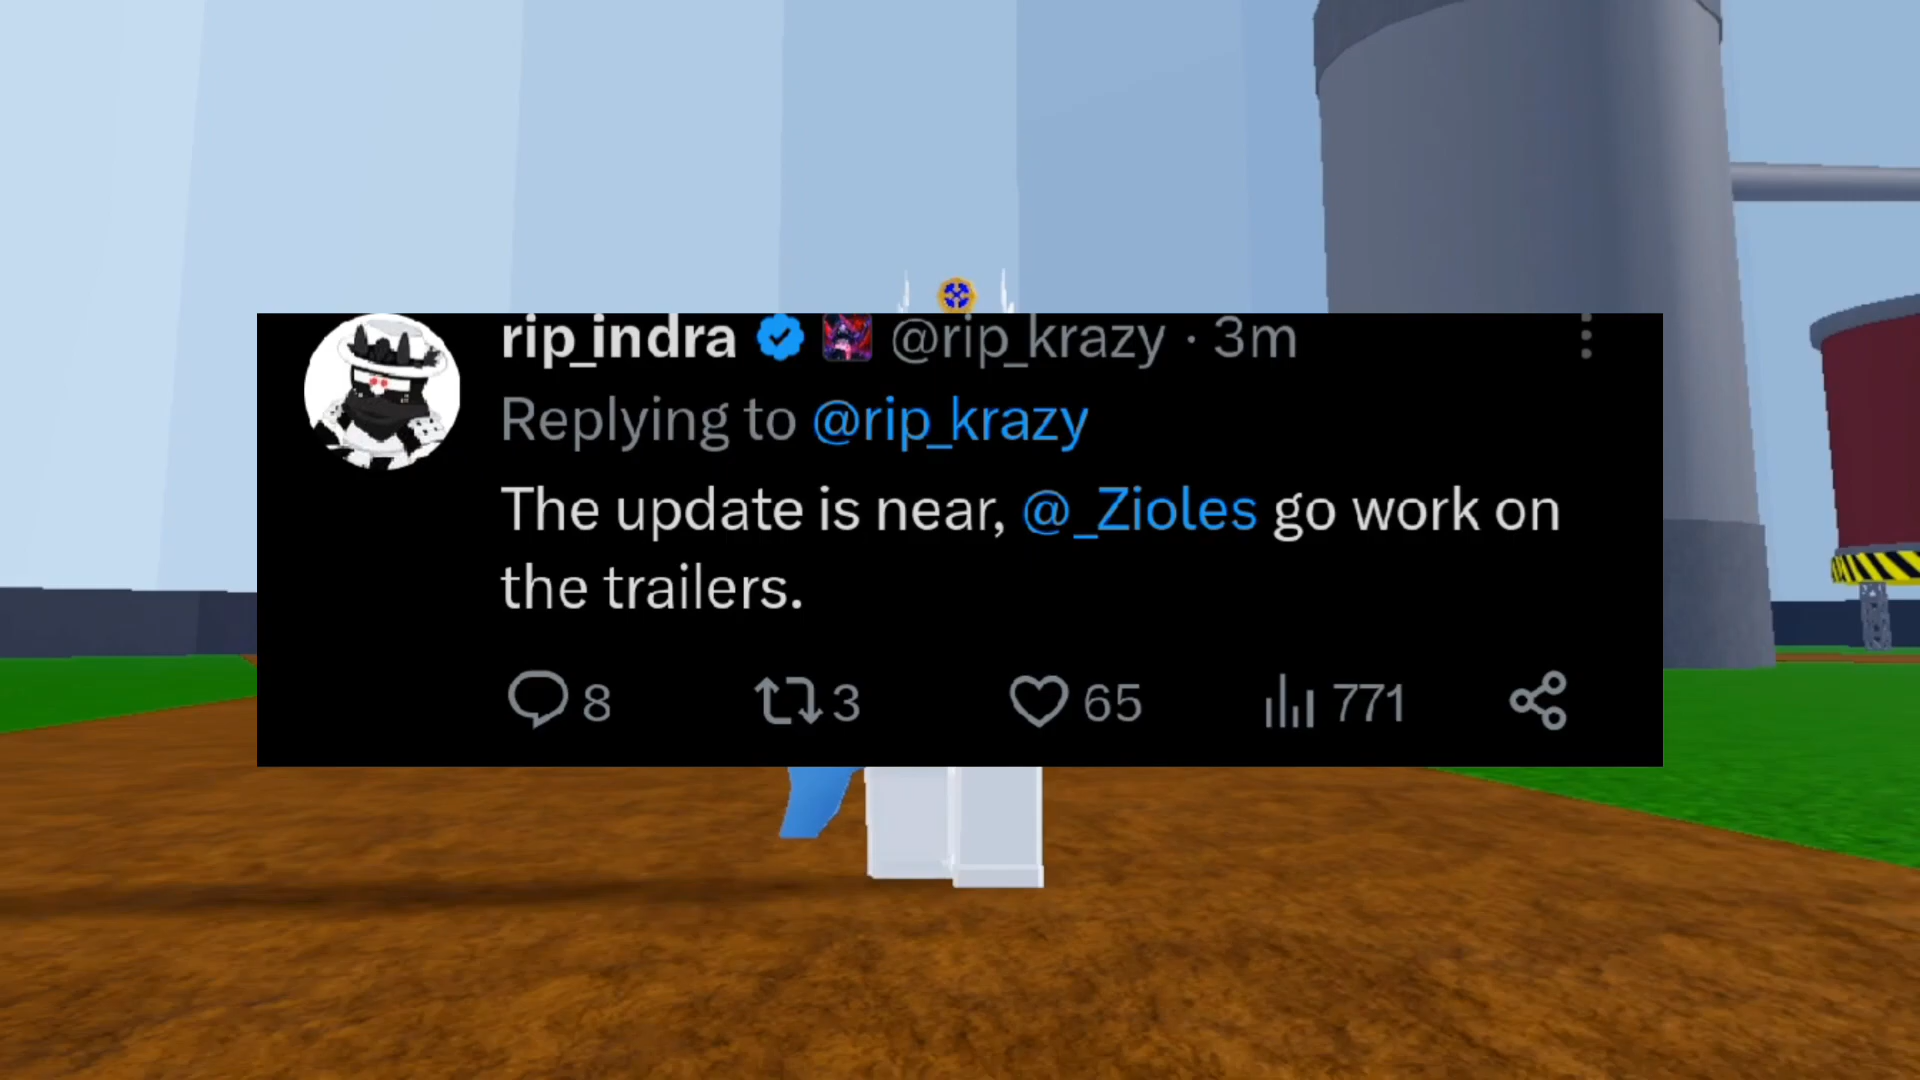 rip_indra @rip_krazy · 3m
Replying to @rip_krazy
The update is near, @_Zioles go work on
the trailers.
8 3 65 771